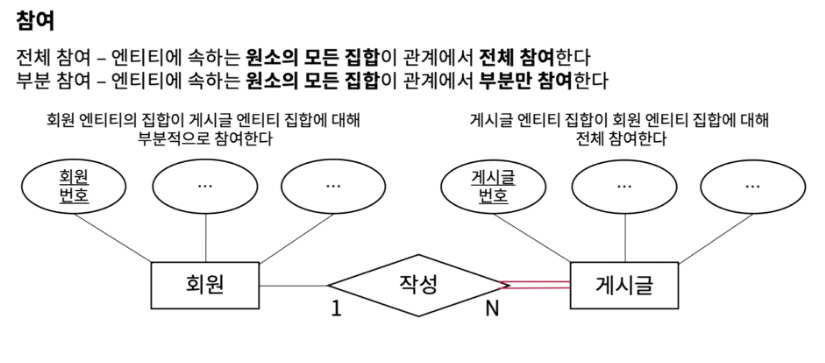 참여
전체 참여 – 엔티티에 속하는 원소의 모든 집합이 관계에서 전체 참여한다
부분 참여 – 엔티티에 속하는 원소의 모든 집합이 관계에서 부분만 참여한다
회원 엔티티의 집합이 게시글 엔티티 집합에 대해
부분적으로 참여한다
게시글 엔티티 집합이 회원 엔티티 집합에 대해
전체 참여한다
회원
번호
...
...
게시글
번호
...
...
회원
작성
게시글
1
N